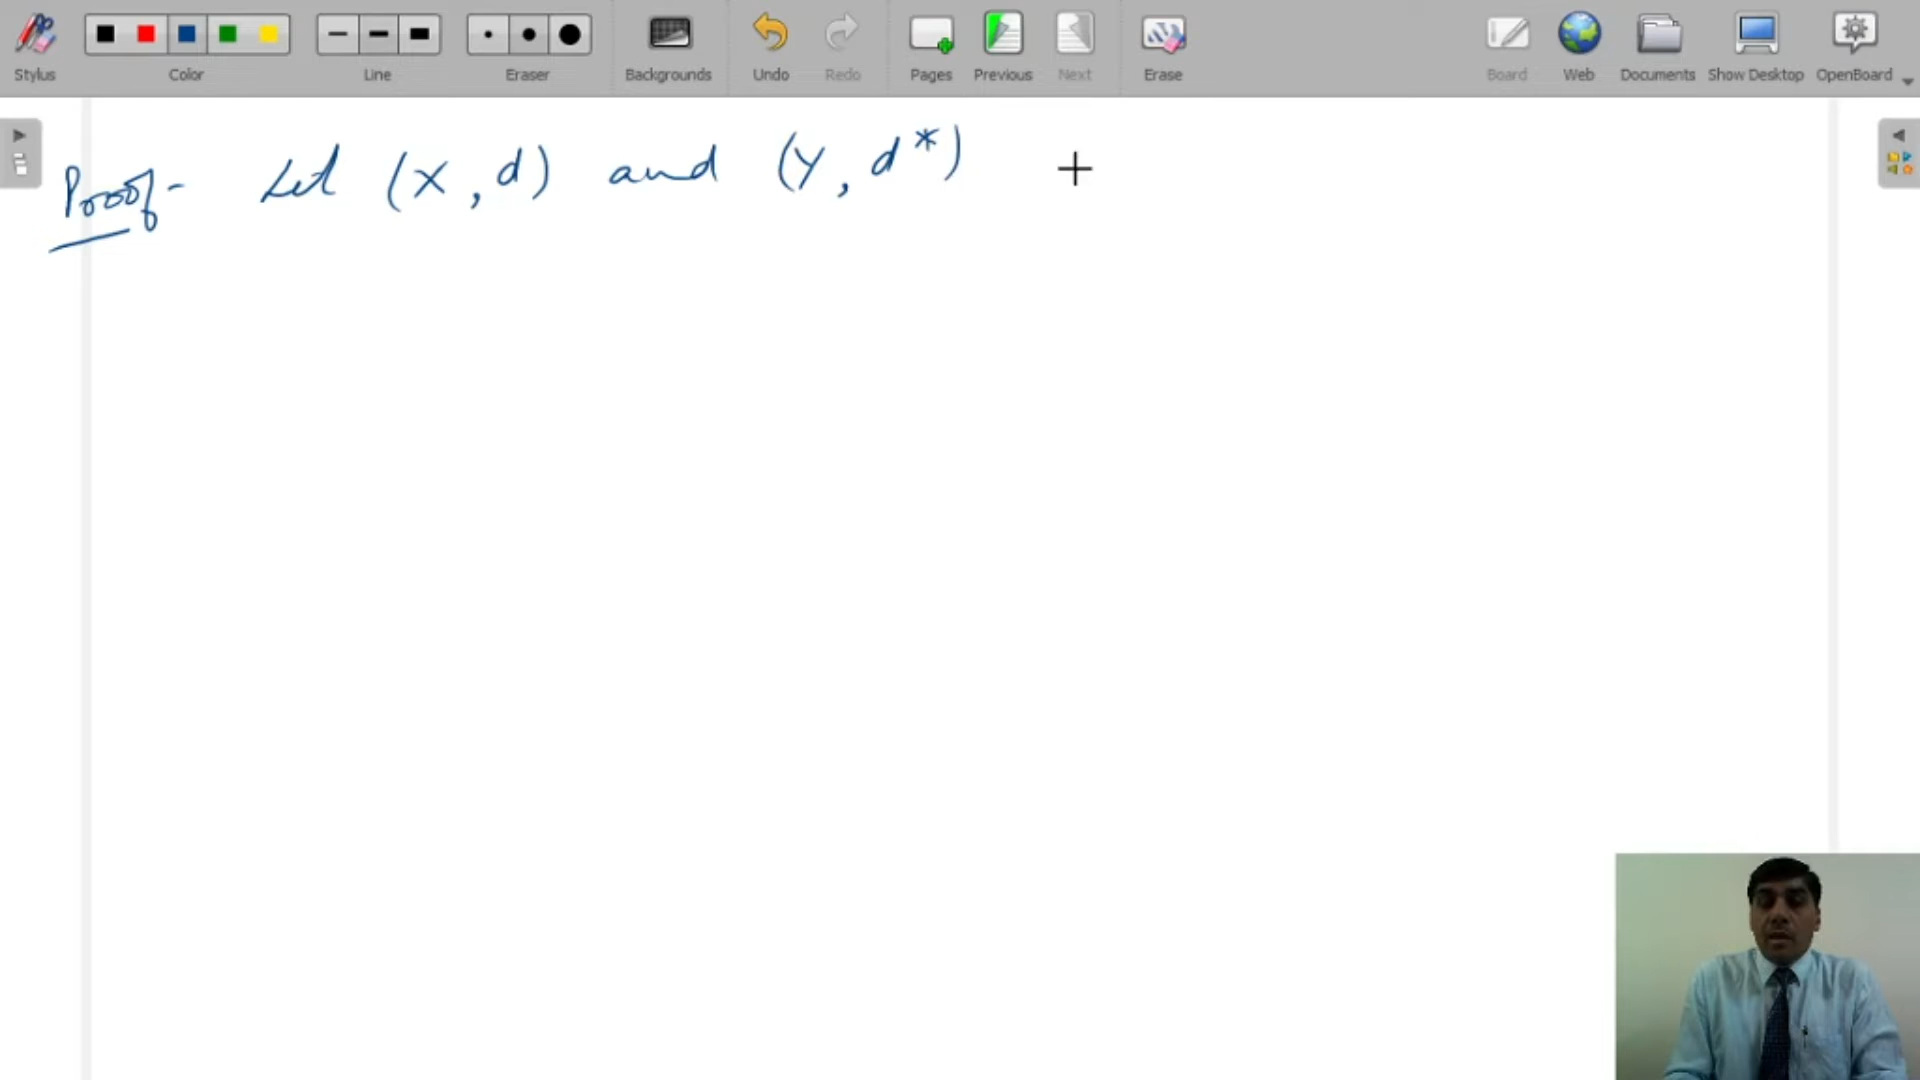 Stylus Color Line Eraser Backgrounds Undo Redo Pages Previous Next Erase Board Web Documents Show Desktop OpenBoard
Proof- Let (X, d) and (Y, d*)